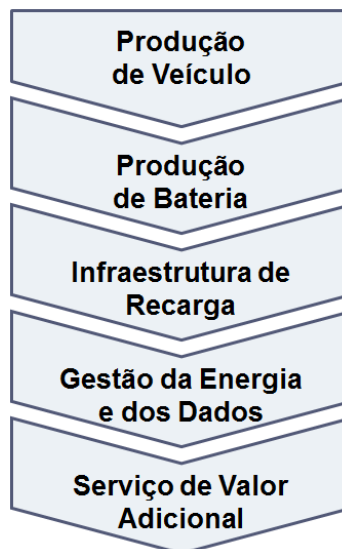 Produção
de Veículo
Produção
de Bateria
Infraestrutura de
Recarga
Gestão da Energia
e dos Dados
Serviço de Valor
Adicional